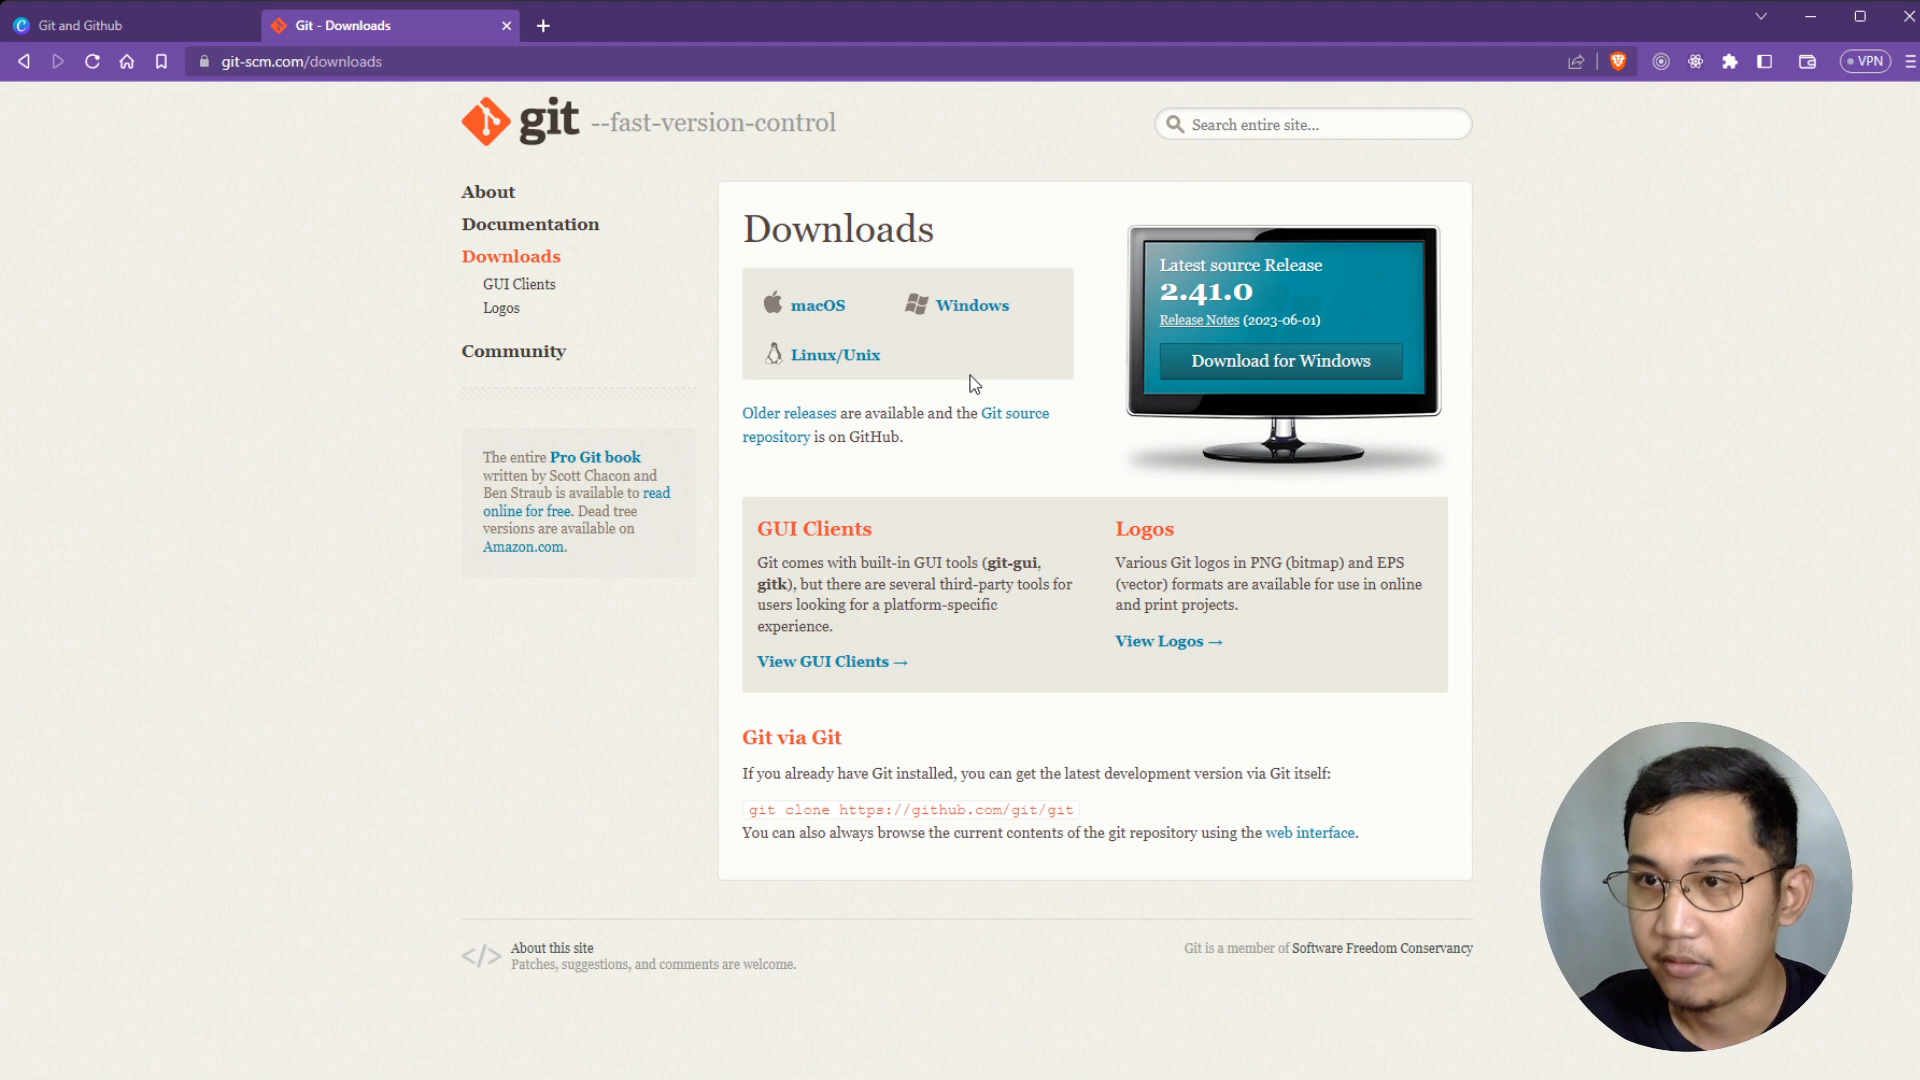 Git and Github
Git - Downloads
git-scm.com/downloads
VPN
git --fast-version-control
Search entire site...
About
Documentation
Downloads
GUI Clients
Logos
Community
The entire Pro Git book
written by Scott Chacon and
Ben Straub is available to read
online for free. Dead tree
versions are available on
Amazon.com.
Downloads
macOS
Windows
Linux/Unix
Older releases are available and the Git source
repository is on GitHub.
Latest source Release
2.41.0
Release Notes (2023-06-01)
Download for Windows
GUI Clients
Git comes with built-in GUI tools (git-gui,
gitk), but there are several third-party tools for
users looking for a platform-specific
experience.
View GUI Clients →
Logos
Various Git logos in PNG (bitmap) and EPS
(vector) formats are available for use in online
and print projects.
View Logos →
Git via Git
If you already have Git installed, you can get the latest development version via Git itself:
git clone https://github.com/git/git
You can also always browse the current contents of the git repository using the web interface.
</> About this site
Patches, suggestions, and comments are welcome.
Git is a member of Software Freedom Conservancy